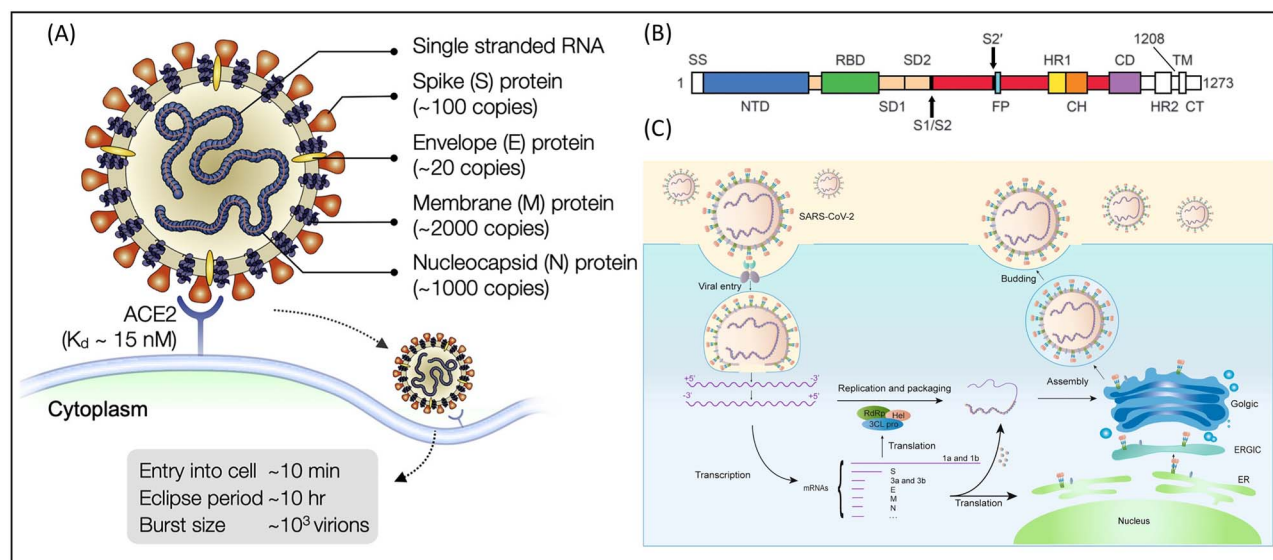 (A)
Single stranded RNA
Spike (S) protein
(~100 copies)
Envelope (E) protein
(~20 copies)
Membrane (M) protein
(~2000 copies)
Nucleocapsid (N) protein
(~1000 copies)
ACE2
(Kd ~ 15 nM)
Cytoplasm
Entry into cell ~10 min
Eclipse period ~10 hr
Burst size ~10³ virions
(B)
1208
S2′
SS RBD SD2 HR1 CD TM
1 1273
NTD SD1 FP CH HR2 CT
S1/S2
(C)
SARS-CoV-2
Viral entry
Budding
+5′ -3′
-3′ +5′
Replication and packaging
Assembly
RdRp Hel
3CL pro
Golgic
Translation
1a and 1b
ERGIC
Transcription
mRNAs
S
3a and 3b
E
M
N
...
Translation
ER
Nucleus